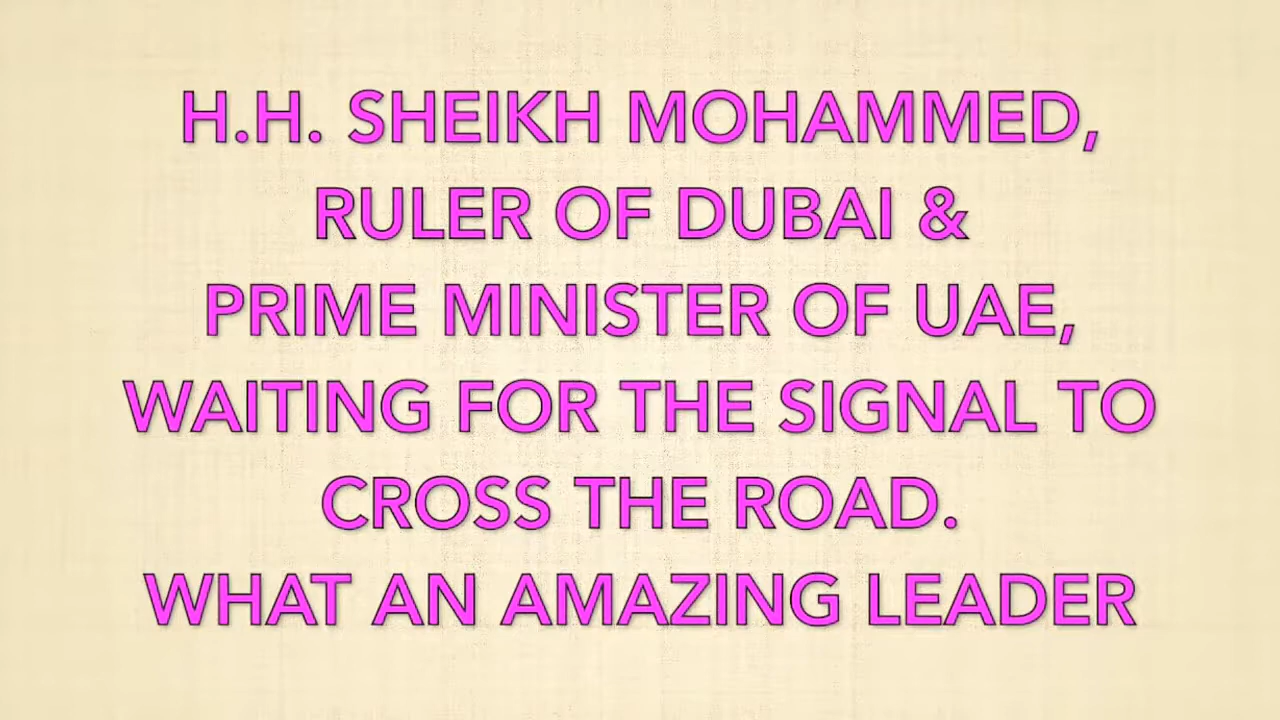 H.H. SHEIKH MOHAMMED,
RULER OF DUBAI &
PRIME MINISTER OF UAE,
WAITING FOR THE SIGNAL TO
CROSS THE ROAD.
WHAT AN AMAZING LEADER